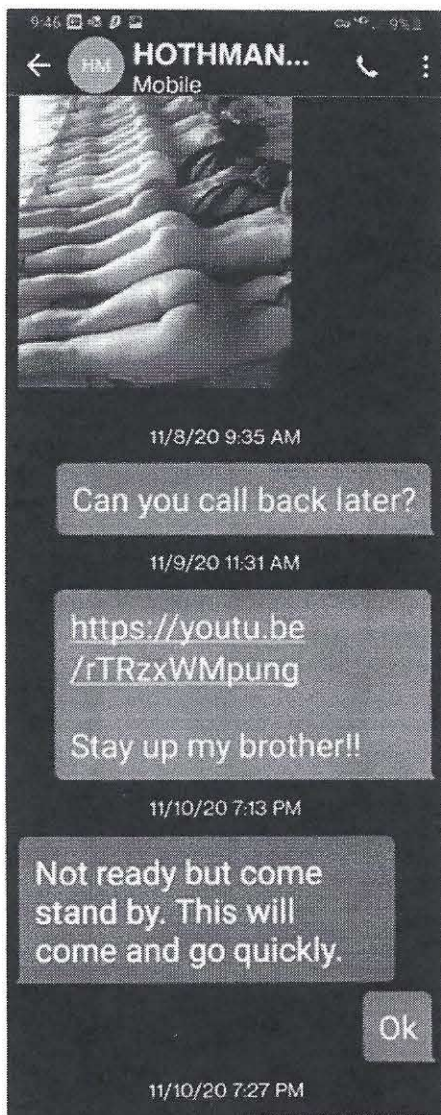 9:46
9%
HM
HOTHMAN...
Mobile
11/8/20 9:35 AM
Can you call back later?
11/9/20 11:31 AM
https://youtu.be
/rTRzxWMpung
Stay up my brother!!
11/10/20 7:13 PM
Not ready but come
stand by. This will
come and go quickly.
Ok
11/10/20 7:27 PM